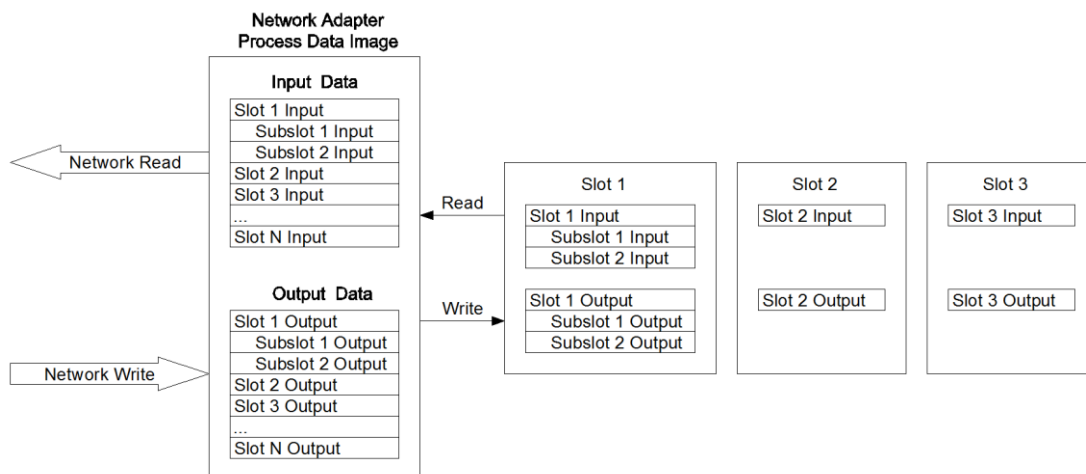 Network Adapter
Process Data Image
Input Data
Slot 1 Input
Subslot 1 Input
Subslot 2 Input
Slot 2 Input
Slot 3 Input
...
Slot N Input
Network Read
Output Data
Slot 1 Output
Subslot 1 Output
Subslot 2 Output
Slot 2 Output
Slot 3 Output
...
Slot N Output
Network Write
Read
Write
Slot 1
Slot 1 Input
Subslot 1 Input
Subslot 2 Input
Slot 1 Output
Subslot 1 Output
Subslot 2 Output
Slot 2
Slot 2 Input
Slot 2 Output
Slot 3
Slot 3 Input
Slot 3 Output